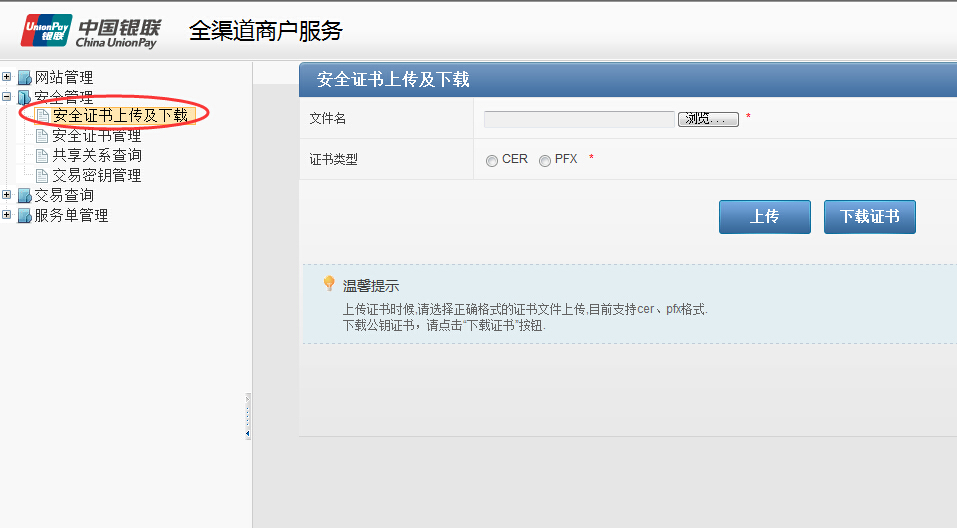 UnionPay
银联
中国银联
China UnionPay
全渠道商户服务
网站管理
安全管理
安全证书上传及下载
安全证书管理
共享关系查询
交易密钥管理
交易查询
服务单管理
安全证书上传及下载
文件名
浏览... *
证书类型
CER PFX *
上传 下载证书
温馨提示
上传证书时候,请选择正确格式的证书文件上传,目前支持cer、pfx格式.
下载公钥证书，请点击“下载证书”按钮.